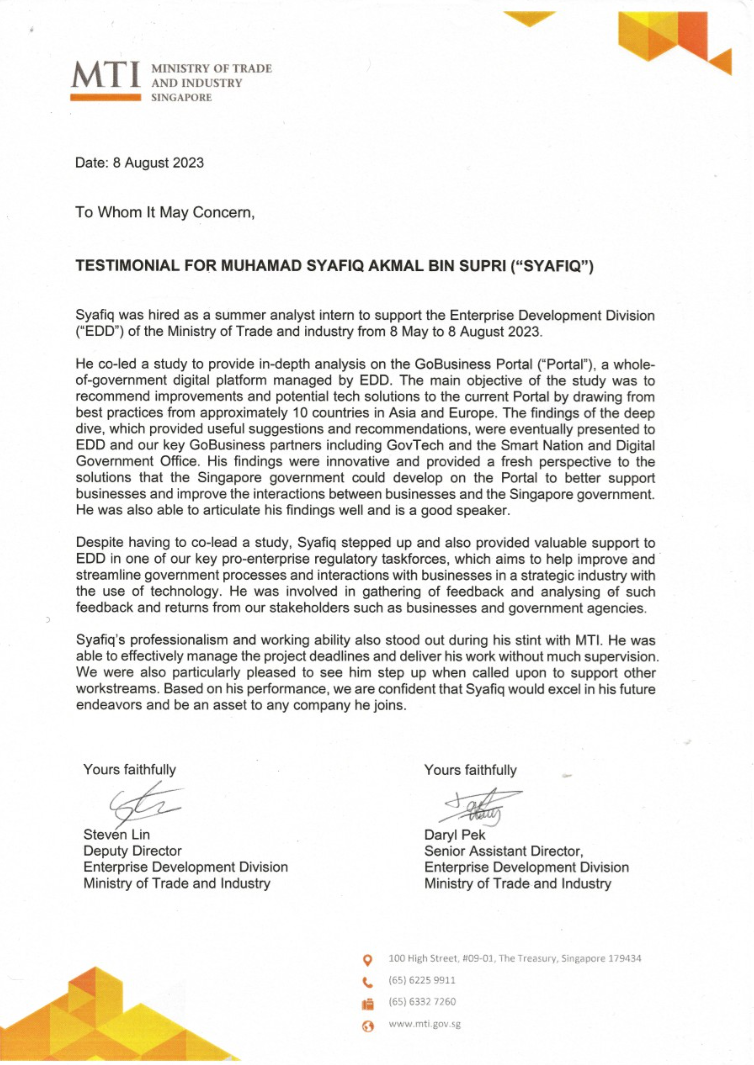 MTI MINISTRY OF TRADE
AND INDUSTRY
SINGAPORE
Date: 8 August 2023
To Whom It May Concern,
TESTIMONIAL FOR MUHAMAD SYAFIQ AKMAL BIN SUPRI (“SYAFIQ”)
Syafiq was hired as a summer analyst intern to support the Enterprise Development Division
(“EDD”) of the Ministry of Trade and industry from 8 May to 8 August 2023.
He co-led a study to provide in-depth analysis on the GoBusiness Portal (“Portal”), a whole-
of-government digital platform managed by EDD. The main objective of the study was to
recommend improvements and potential tech solutions to the current Portal by drawing from
best practices from approximately 10 countries in Asia and Europe. The findings of the deep
dive, which provided useful suggestions and recommendations, were eventually presented to
EDD and our key GoBusiness partners including GovTech and the Smart Nation and Digital
Government Office. His findings were innovative and provided a fresh perspective to the
solutions that the Singapore government could develop on the Portal to better support
businesses and improve the interactions between businesses and the Singapore government.
He was also able to articulate his findings well and is a good speaker.
Despite having to co-lead a study, Syafiq stepped up and also provided valuable support to
EDD in one of our key pro-enterprise regulatory taskforces, which aims to help improve and
streamline government processes and interactions with businesses in a strategic industry with
the use of technology. He was involved in gathering of feedback and analysing of such
feedback and returns from our stakeholders such as businesses and government agencies.
Syafiq’s professionalism and working ability also stood out during his stint with MTI. He was
able to effectively manage the project deadlines and deliver his work without much supervision.
We were also particularly pleased to see him step up when called upon to support other
workstreams. Based on his performance, we are confident that Syafiq would excel in his future
endeavors and be an asset to any company he joins.
Yours faithfully
Steven Lin
Deputy Director
Enterprise Development Division
Ministry of Trade and Industry
Yours faithfully
Daryl Pek
Senior Assistant Director,
Enterprise Development Division
Ministry of Trade and Industry
100 High Street, #09-01, The Treasury, Singapore 179434
(65) 6225 9911
(65) 6332 7260
www.mti.gov.sg